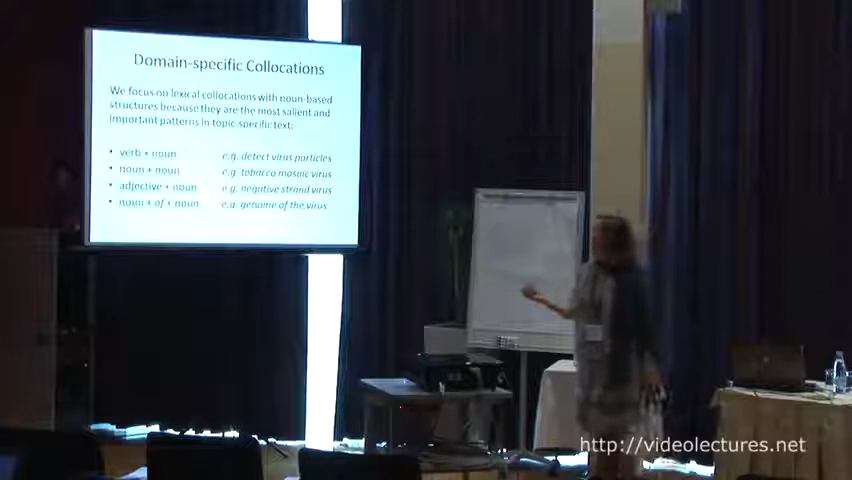 Domain-specific Collocations
We focus on lexical collocations with noun-based
structures because they are the most salient and
important patterns in topic-specific text:
• verb + noun e.g. detect virus particles
• noun + noun e.g. tobacco mosaic virus
• adjective + noun e.g. negative strand virus
• noun + of + noun e.g. genome of the virus
http://videolectures.net